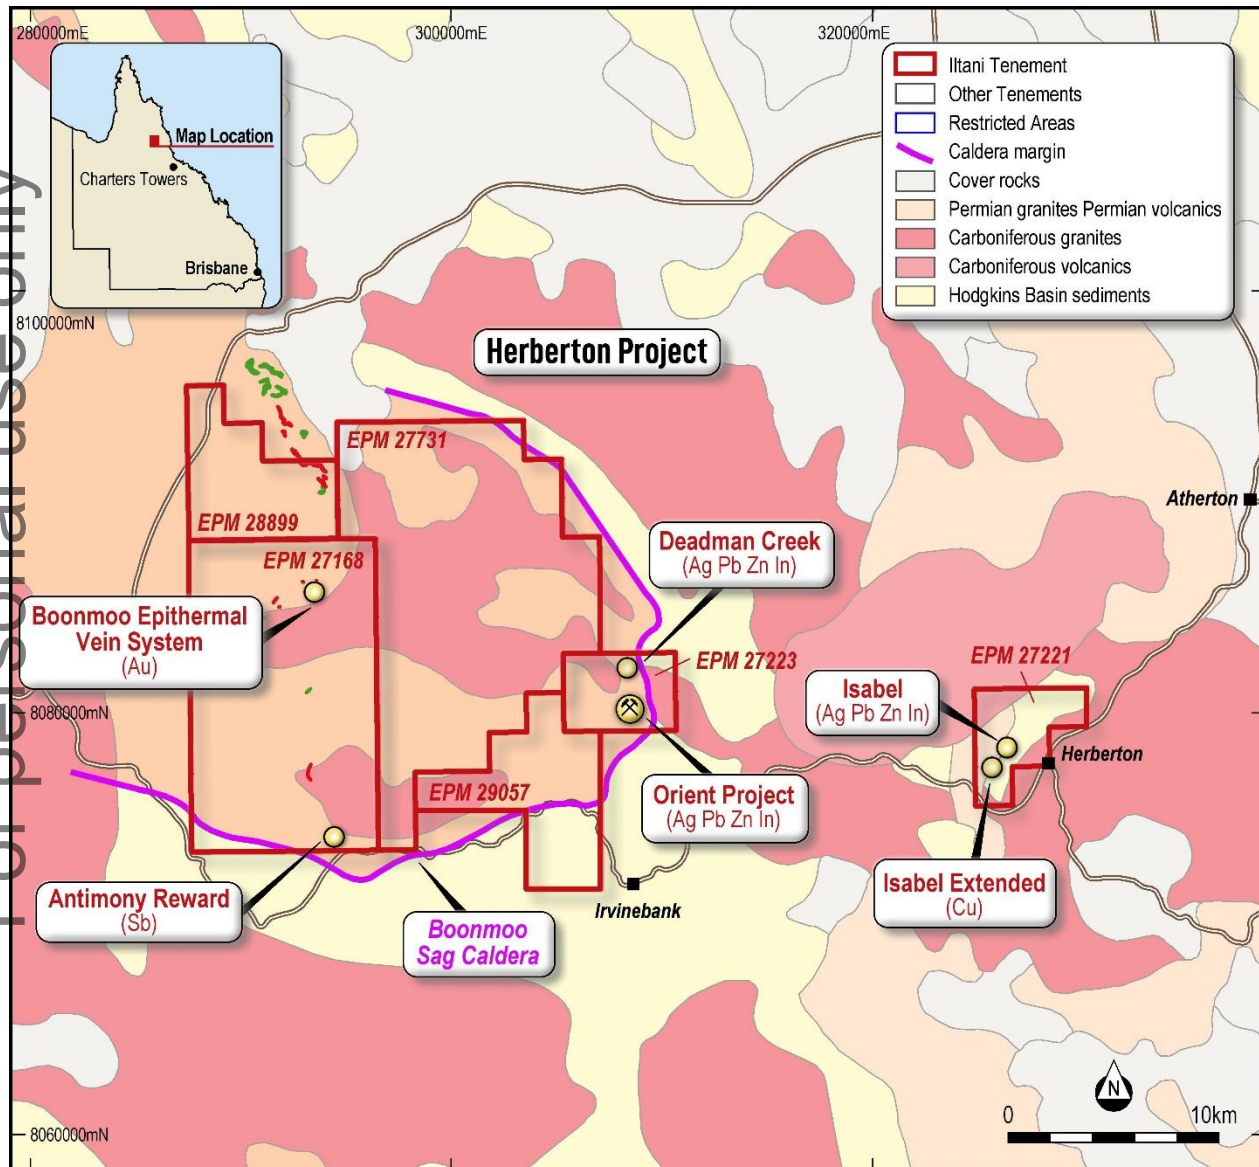 280000mE
300000mE
320000mE
Map Location
Charters Towers
Brisbane
Iltani Tenement
Other Tenements
Restricted Areas
Caldera margin
Cover rocks
Permian granites Permian volcanics
Carboniferous granites
Carboniferous volcanics
Hodgkins Basin sediments
8100000mN
Herberton Project
EPM 27731
Atherton
EPM 28899
EPM 27168
Deadman Creek
(Ag Pb Zn In)
Boonmoo Epithermal
Vein System
(Au)
EPM 27223
EPM 27221
Isabel
(Ag Pb Zn In)
8080000mN
Herberton
EPM 29057
Orient Project
(Ag Pb Zn In)
Antimony Reward
(Sb)
Isabel Extended
(Cu)
Irvinebank
Boonmoo
Sag Caldera
N
0 10km
8060000mN
For personal use only